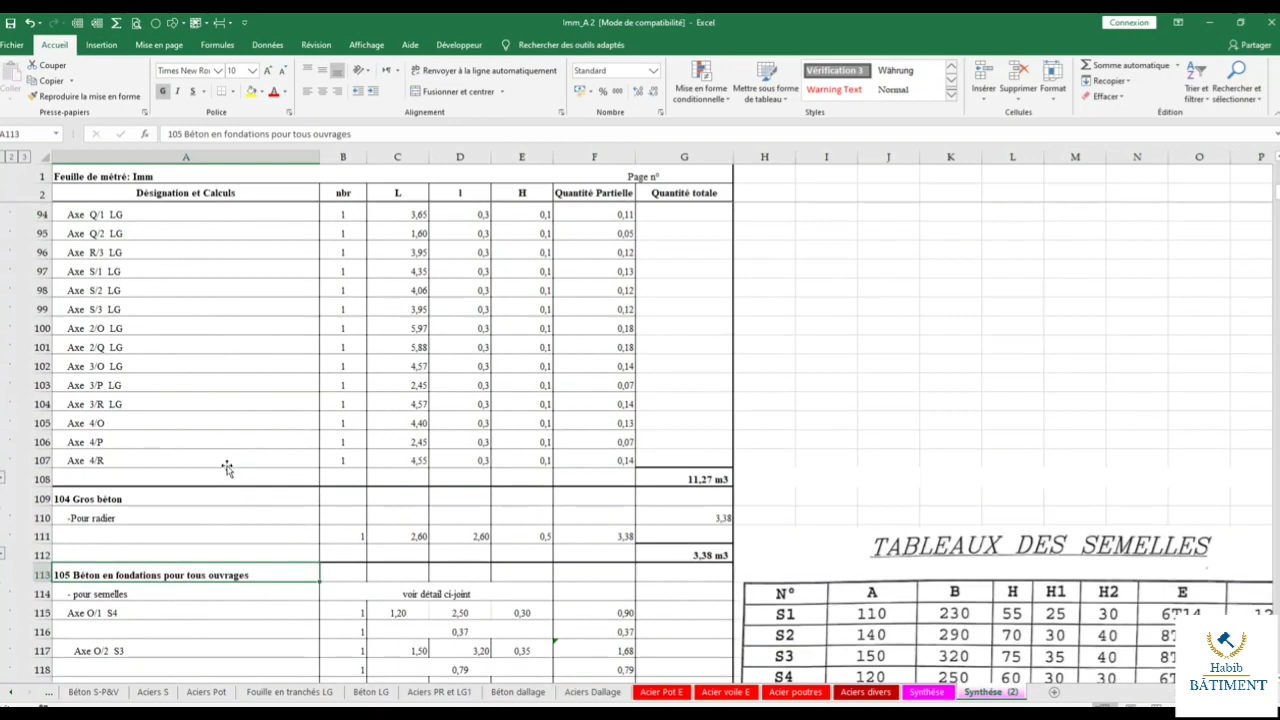 Imm_A 2 [Mode de compatibilité] - Excel
Connexion
Fichier Accueil Insertion Mise en page Formules Données Révision Affichage Aide Développeur Rechercher des outils adaptés Partager
Coller
Couper
Copier
Reproduire la mise en forme
Presse-papiers
Times New Ror 10
G I S
Police
Renvoyer à la ligne automatiquement
Fusionner et centrer
Alignement
Standard
% 000
Nombre
Mise en forme conditionnelle
Mettre sous forme de tableau
Vérification 3 Währung
Warning Text Normal
Styles
Insérer Supprimer Format
Cellules
Somme automatique
Recopier
Effacer
Trier et filtrer
Rechercher et sélectionner
Édition
A113 fx 105 Béton en fondations pour tous ouvrages
2 3 A B C D E F G H I J K L M N O P
1 Feuille de métré: Imm Page n°
2 Désignation et Calculs nbr L l H Quantité Partielle Quantité totale
94 Axe Q/1 LG 1 3,65 0,3 0,1 0,11
95 Axe Q/2 LG 1 1,60 0,3 0,1 0,05
96 Axe R/3 LG 1 3,95 0,3 0,1 0,12
97 Axe S/1 LG 1 4,35 0,3 0,1 0,13
98 Axe S/2 LG 1 4,06 0,3 0,1 0,12
99 Axe S/3 LG 1 3,95 0,3 0,1 0,12
100 Axe 2/O LG 1 5,97 0,3 0,1 0,18
101 Axe 2/Q LG 1 5,88 0,3 0,1 0,18
102 Axe 3/O LG 1 4,57 0,3 0,1 0,14
103 Axe 3/P LG 1 2,45 0,3 0,1 0,07
104 Axe 3/R LG 1 4,57 0,3 0,1 0,14
105 Axe 4/O 1 4,40 0,3 0,1 0,13
106 Axe 4/P 1 2,45 0,3 0,1 0,07
107 Axe 4/R 1 4,55 0,3 0,1 0,14
108 11,27 m3
109 104 Gros béton
110 -Pour radier 3,38
111 1 2,60 2,60 0,5 3,38
112 3,38 m3
113 105 Béton en fondations pour tous ouvrages
114 - pour semelles voir détail ci-joint
115 Axe O/1 S4 1 1,20 2,50 0,30 0,90
116 1 0,37 0,37
117 Axe O/2 S3 1 1,50 3,20 0,35 1,68
118 1 0,79 0,79
TABLEAUX DES SEMELLES
N° A B H H1 H2 E
S1 110 230 55 25 30 6T14
S2 140 290 70 30 40
S3 150 320 75 35 40
S4 120 250 60 30 30
Habib
BÂTIMENT
... Béton S-P&V Aciers S Aciers Pot Fouille en tranchés LG Béton LG Aciers PR et LG1 Béton dallage Aciers Dallage Acier Pot E Acier voile E Acier poutres Aciers divers Synthése Synthése (2)